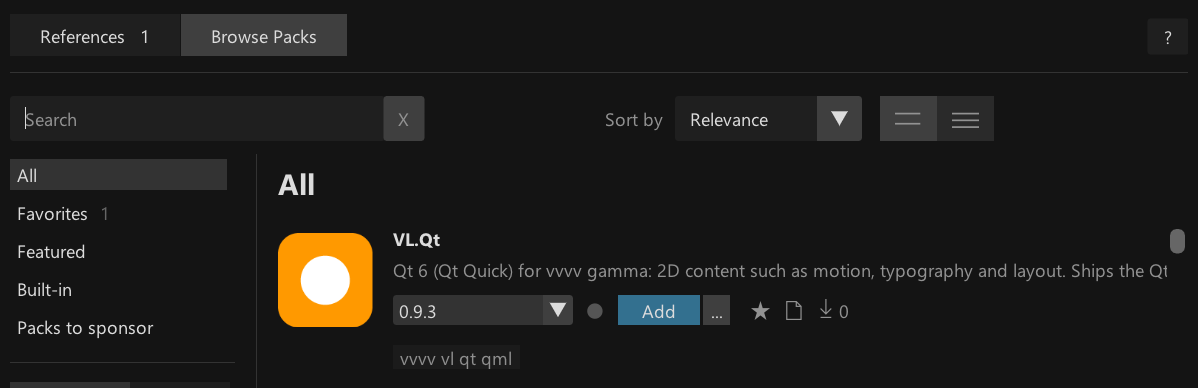 References 1 Browse Packs ?
Search X Sort by Relevance
All
Favorites 1
Featured
Built-in
Packs to sponsor
All
VL.Qt
Qt 6 (Qt Quick) for vvvv gamma: 2D content such as motion, typography and layout. Ships the Qt
0.9.3 Add ... 0
vvvv vl qt qml